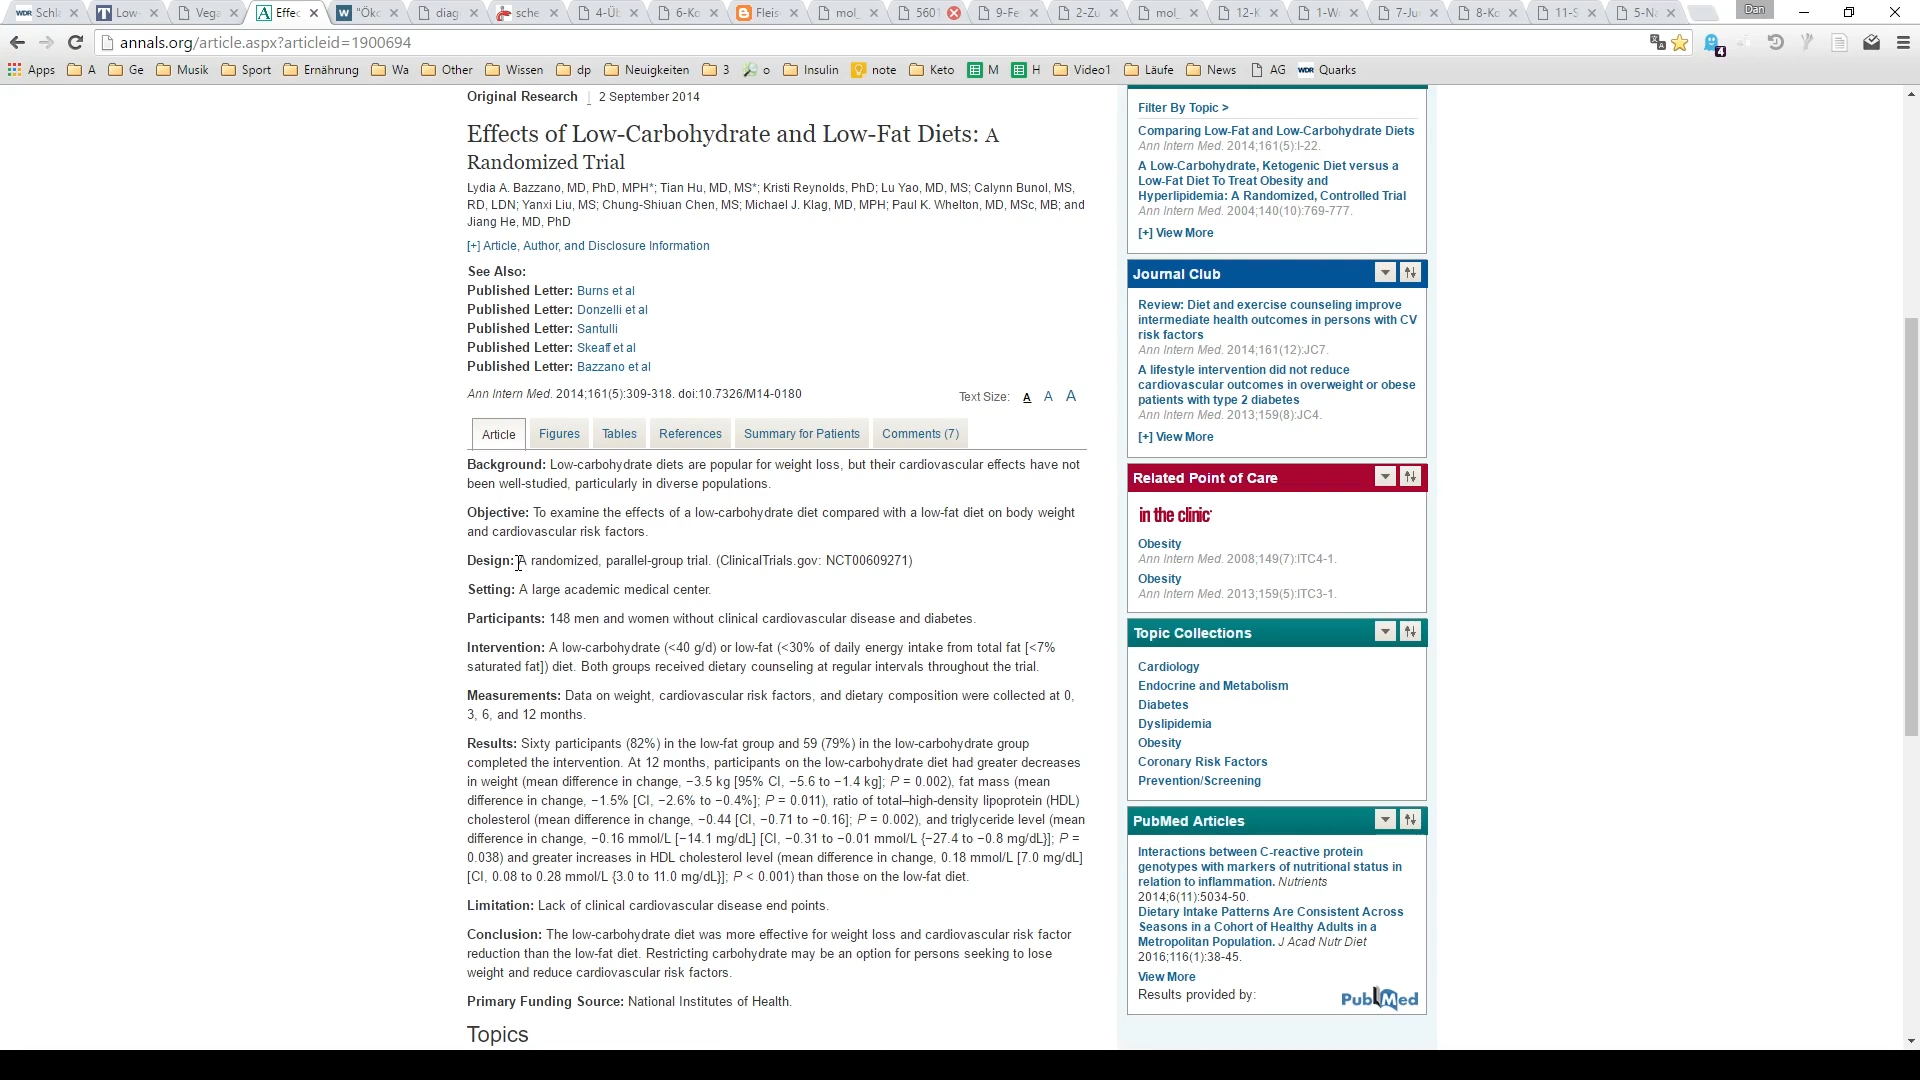 Schl
Low-
Vega
Effec
"Ökc
diag
sche
4-Üb
6-Ko
Fleis
mol_
5601
9-Fe
2-Zu
mol_
12-K
1-W
7-Ju
8-Ko
11-S
5-Na
Dan
annals.org/article.aspx?articleid=1900694
4
Apps A Ge Musik Sport Ernährung Wa Other Wissen dp Neuigkeiten 3 o Insulin note Keto M H Video1 Läufe News AG WDR Quarks
Original Research | 2 September 2014
Effects of Low-Carbohydrate and Low-Fat Diets: A
Randomized Trial
Lydia A. Bazzano, MD, PhD, MPH*; Tian Hu, MD, MS*; Kristi Reynolds, PhD; Lu Yao, MD, MS; Calynn Bunol, MS,
RD, LDN; Yanxi Liu, MS; Chung-Shiuan Chen, MS; Michael J. Klag, MD, MPH; Paul K. Whelton, MD, MSc, MB; and
Jiang He, MD, PhD
[+] Article, Author, and Disclosure Information
See Also:
Published Letter: Burns et al
Published Letter: Donzelli et al
Published Letter: Santulli
Published Letter: Skeaff et al
Published Letter: Bazzano et al
Ann Intern Med. 2014;161(5):309-318. doi:10.7326/M14-0180
Text Size: A A A
Article Figures Tables References Summary for Patients Comments (7)
Background: Low-carbohydrate diets are popular for weight loss, but their cardiovascular effects have not
been well-studied, particularly in diverse populations.
Objective: To examine the effects of a low-carbohydrate diet compared with a low-fat diet on body weight
and cardiovascular risk factors.
Design: A randomized, parallel-group trial. (ClinicalTrials.gov: NCT00609271)
Setting: A large academic medical center.
Participants: 148 men and women without clinical cardiovascular disease and diabetes.
Intervention: A low-carbohydrate (<40 g/d) or low-fat (<30% of daily energy intake from total fat [<7%
saturated fat]) diet. Both groups received dietary counseling at regular intervals throughout the trial.
Measurements: Data on weight, cardiovascular risk factors, and dietary composition were collected at 0,
3, 6, and 12 months.
Results: Sixty participants (82%) in the low-fat group and 59 (79%) in the low-carbohydrate group
completed the intervention. At 12 months, participants on the low-carbohydrate diet had greater decreases
in weight (mean difference in change, −3.5 kg [95% CI, −5.6 to −1.4 kg]; P = 0.002), fat mass (mean
difference in change, −1.5% [CI, −2.6% to −0.4%]; P = 0.011), ratio of total–high-density lipoprotein (HDL)
cholesterol (mean difference in change, −0.44 [CI, −0.71 to −0.16]; P = 0.002), and triglyceride level (mean
difference in change, −0.16 mmol/L [−14.1 mg/dL] [CI, −0.31 to −0.01 mmol/L {−27.4 to −0.8 mg/dL}]; P =
0.038) and greater increases in HDL cholesterol level (mean difference in change, 0.18 mmol/L [7.0 mg/dL]
[CI, 0.08 to 0.28 mmol/L {3.0 to 11.0 mg/dL}]; P < 0.001) than those on the low-fat diet.
Limitation: Lack of clinical cardiovascular disease end points.
Conclusion: The low-carbohydrate diet was more effective for weight loss and cardiovascular risk factor
reduction than the low-fat diet. Restricting carbohydrate may be an option for persons seeking to lose
weight and reduce cardiovascular risk factors.
Primary Funding Source: National Institutes of Health.
Topics
Filter By Topic >
Comparing Low-Fat and Low-Carbohydrate Diets
Ann Intern Med. 2014;161(5):I-22.
A Low-Carbohydrate, Ketogenic Diet versus a
Low-Fat Diet To Treat Obesity and
Hyperlipidemia: A Randomized, Controlled Trial
Ann Intern Med. 2004;140(10):769-777.
[+] View More
Journal Club
Review: Diet and exercise counseling improve
intermediate health outcomes in persons with CV
risk factors
Ann Intern Med. 2014;161(12):JC7.
A lifestyle intervention did not reduce
cardiovascular outcomes in overweight or obese
patients with type 2 diabetes
Ann Intern Med. 2013;159(8):JC4.
[+] View More
Related Point of Care
in the clinic
Obesity
Ann Intern Med. 2008;149(7):ITC4-1.
Obesity
Ann Intern Med. 2013;159(5):ITC3-1.
Topic Collections
Cardiology
Endocrine and Metabolism
Diabetes
Dyslipidemia
Obesity
Coronary Risk Factors
Prevention/Screening
PubMed Articles
Interactions between C-reactive protein
genotypes with markers of nutritional status in
relation to inflammation. Nutrients
2014;6(11):5034-50.
Dietary Intake Patterns Are Consistent Across
Seasons in a Cohort of Healthy Adults in a
Metropolitan Population. J Acad Nutr Diet
2016;116(1):38-45.
View More
Results provided by:
PubMed